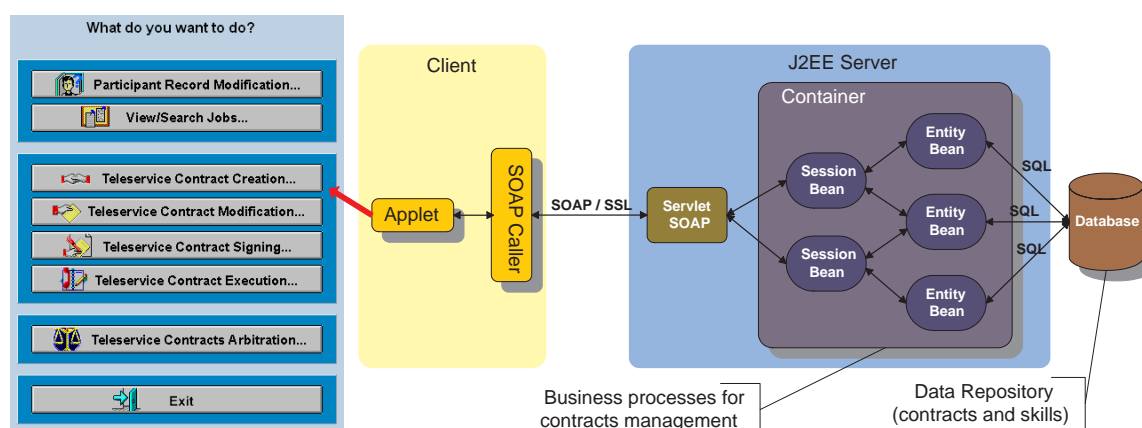 What do you want to do?
Participant Record Modification...
View/Search Jobs...
Teleservice Contract Creation...
Teleservice Contract Modification...
Teleservice Contract Signing...
Teleservice Contract Execution...
Teleservice Contracts Arbitration...
Exit
Client
Applet
SOAP Caller
SOAP / SSL
J2EE Server
Container
Servlet
SOAP
Session
Bean
Session
Bean
Entity
Bean
Entity
Bean
Entity
Bean
SQL
SQL
SQL
Database
Business processes for
contracts management
Data Repository
(contracts and skills)